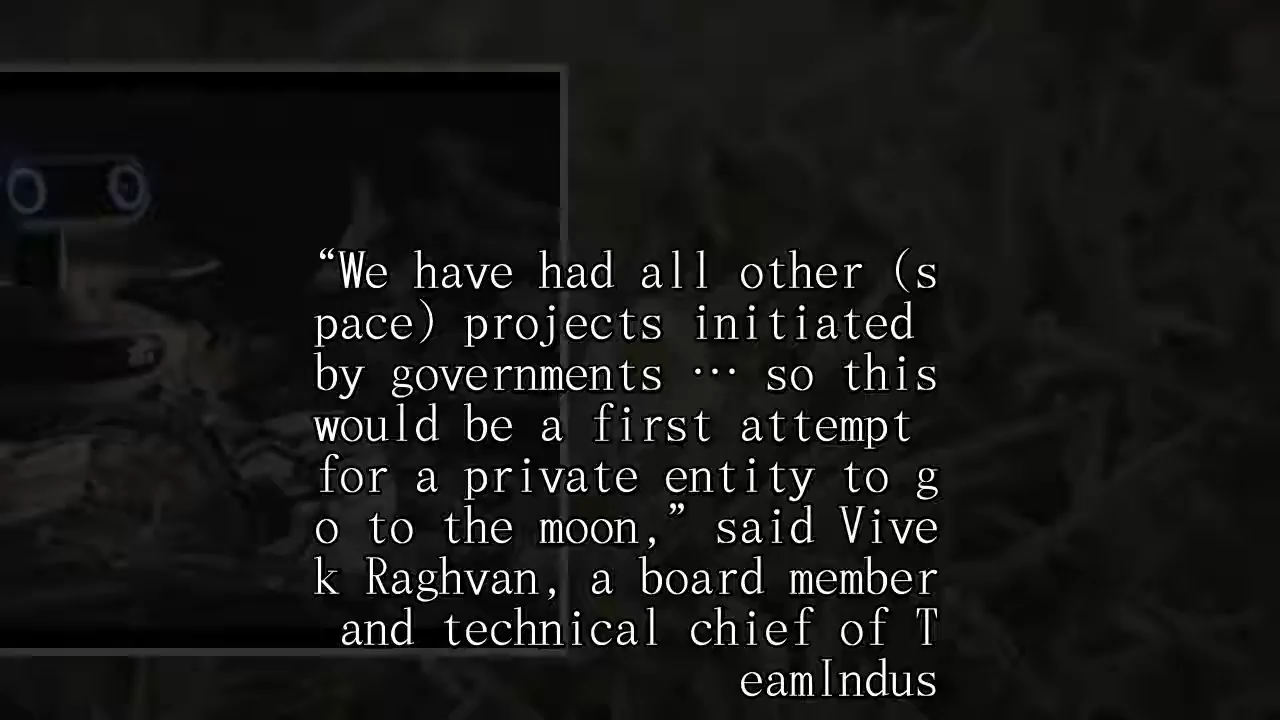 “We have had all other (s
pace) projects initiated
by governments … so this
would be a first attempt
for a private entity to g
o to the moon,” said Vive
k Raghvan, a board member
and technical chief of T
eamIndus